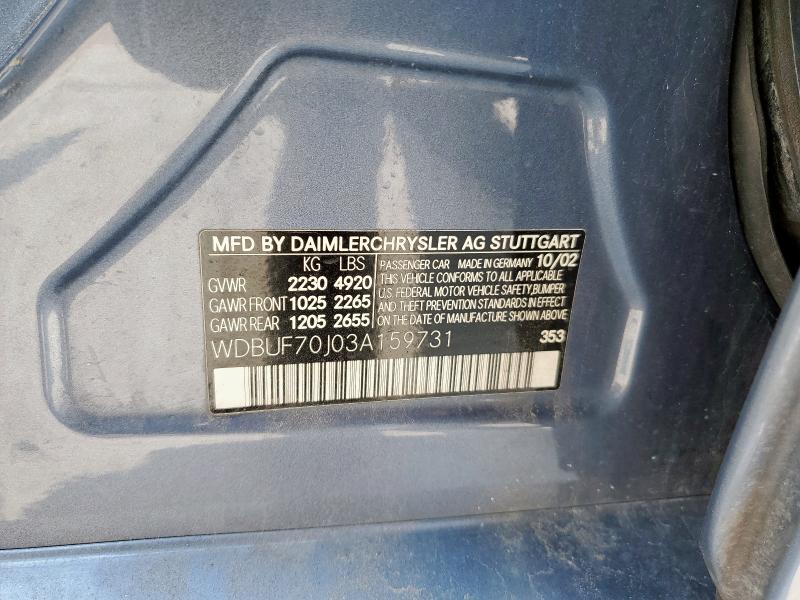 MFD BY DAIMLERCHRYSLER AG STUTTGART
KG LBS
GVWR 2230 4920
GAWR FRONT 1025 2265
GAWR REAR 1205 2655
PASSENGER CAR MADE IN GERMANY 10/02
THIS VEHICLE CONFORMS TO ALL APPLICABLE
U.S. FEDERAL MOTOR VEHICLE SAFETY, BUMPER
AND THEFT PREVENTION STANDARDS IN EFFECT
ON THE DATE OF MANUFACTURE SHOWN ABOVE
WDBUF70J03A159731 353